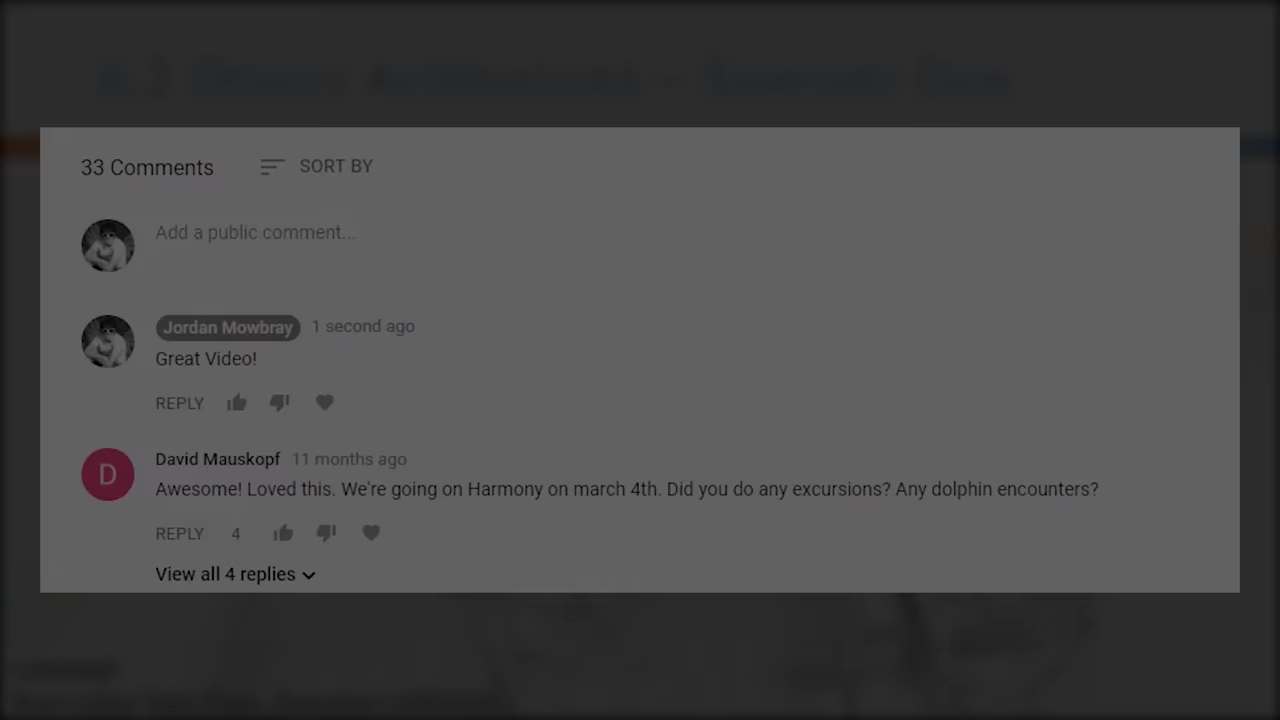 33 Comments SORT BY
Add a public comment...
Jordan Mowbray 1 second ago
Great Video!
REPLY
D
David Mauskopf 11 months ago
Awesome! Loved this. We're going on Harmony on march 4th. Did you do any excursions? Any dolphin encounters?
REPLY 4
View all 4 replies